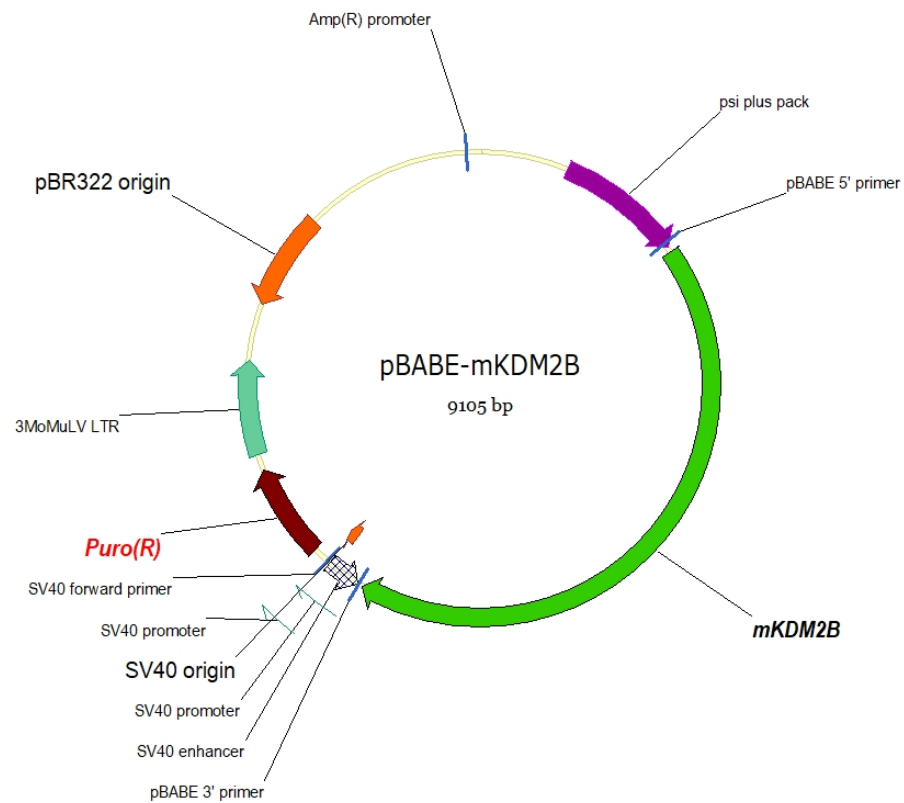 Amp(R) promoter
psi plus pack
pBR322 origin
pBABE 5' primer
pBABE-mKDM2B
9105 bp
3MoMuLV LTR
Puro(R)
SV40 forward primer
SV40 promoter
mKDM2B
SV40 origin
SV40 promoter
SV40 enhancer
pBABE 3' primer